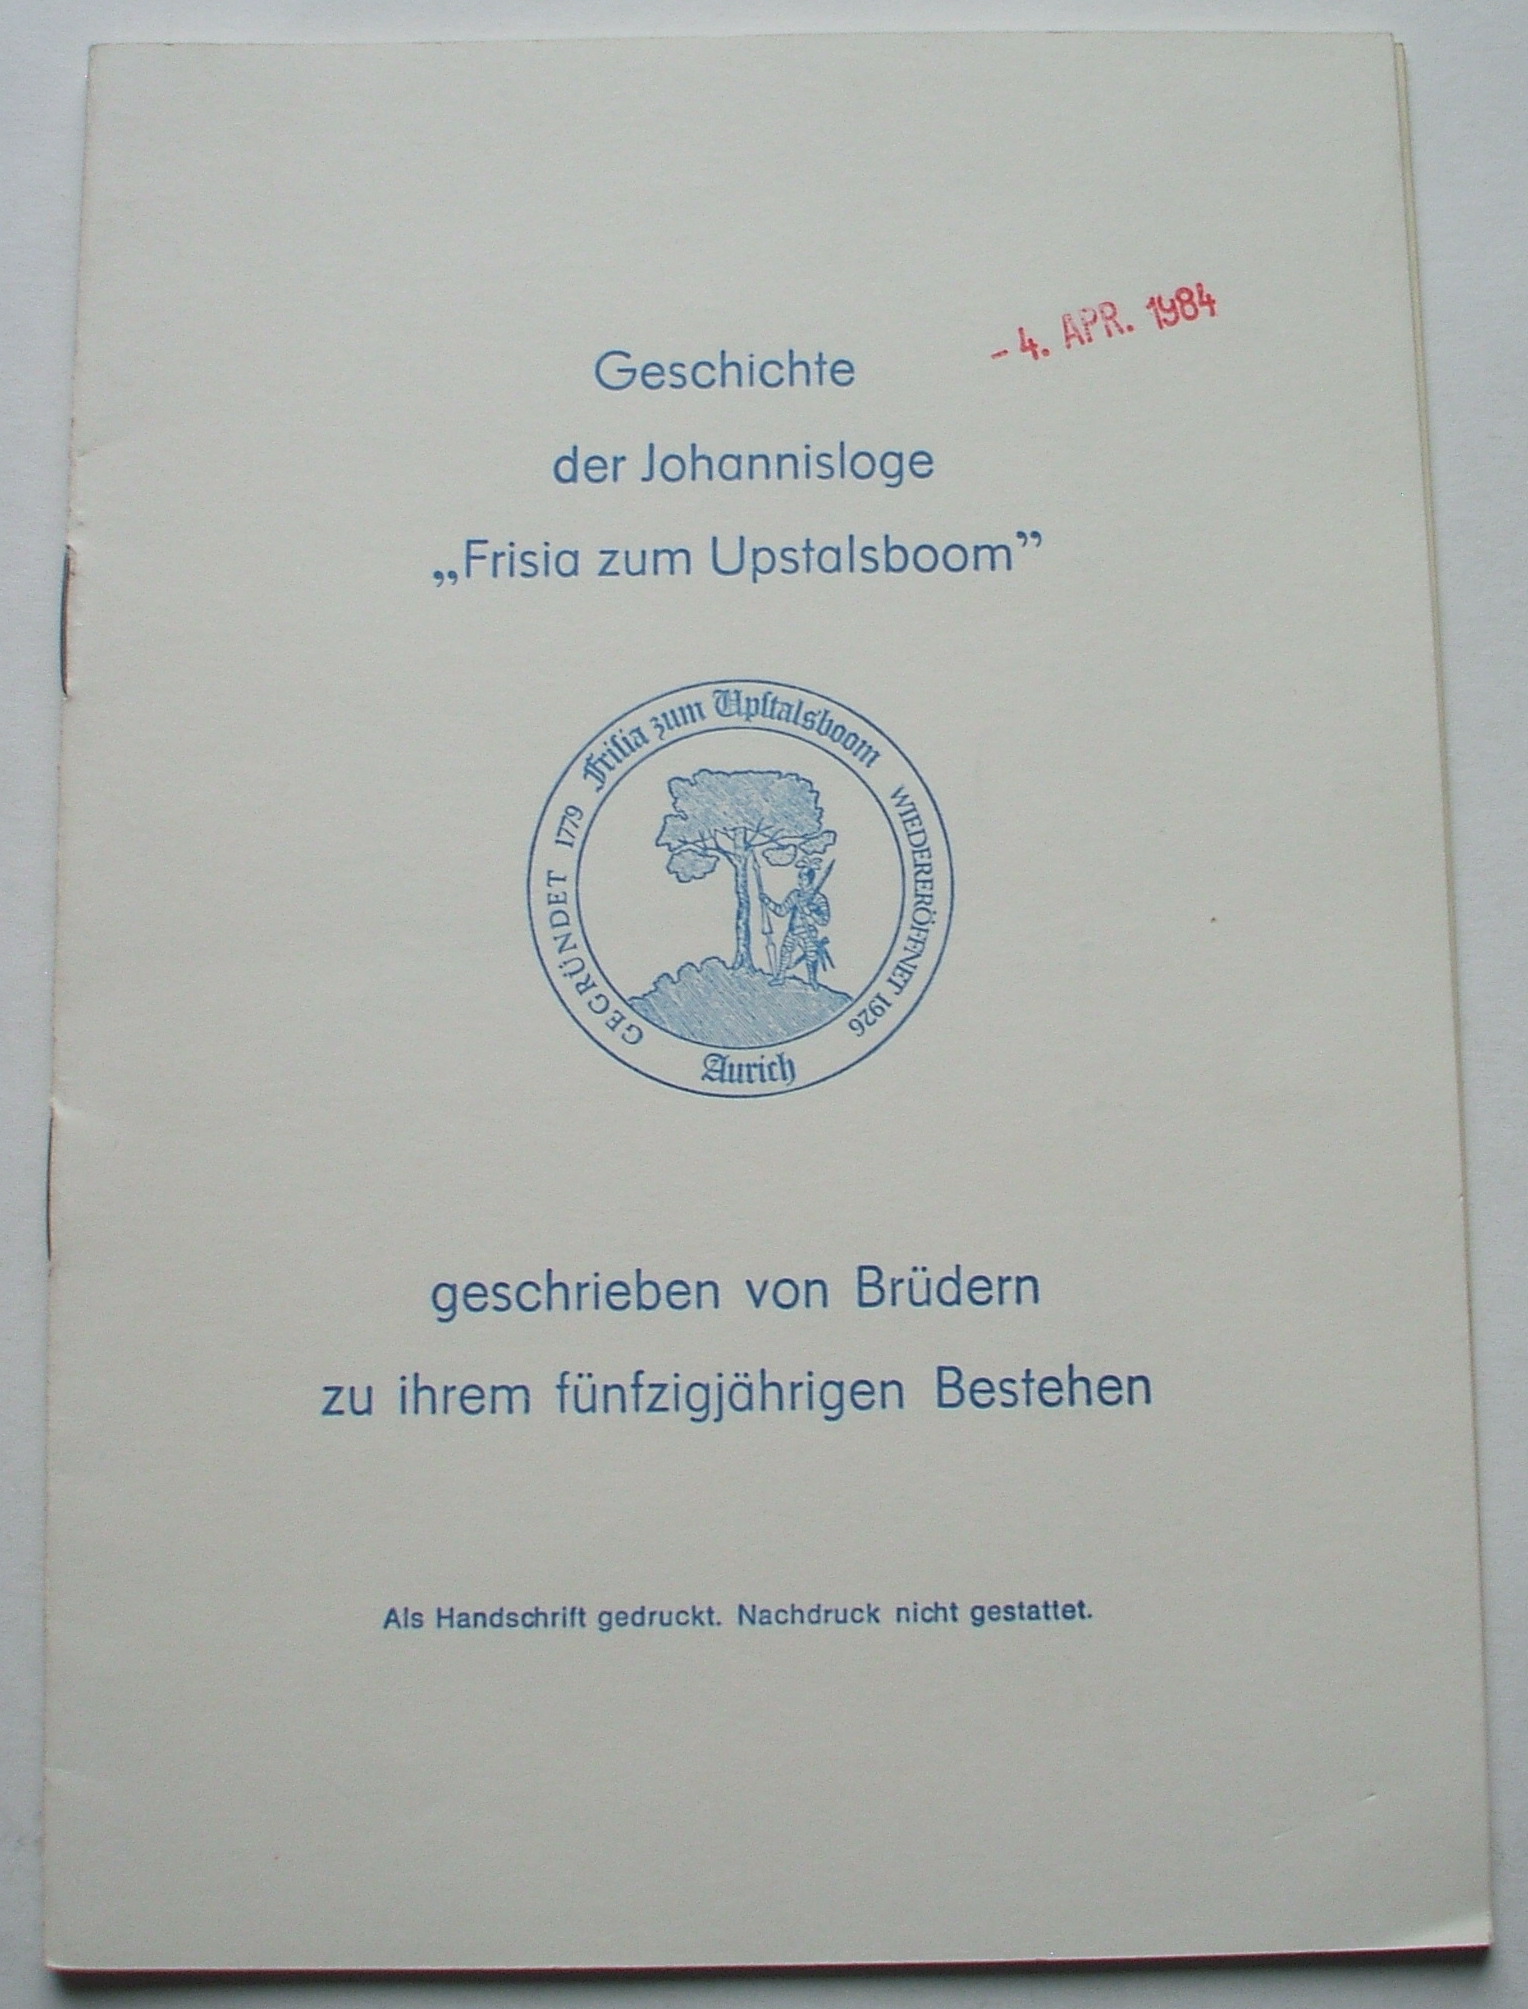 - 4. APR. 1984
Geschichte
der Johannisloge
„Frisia zum Upstalsboom”
Friſia zum Upſtalsboom
GEGRÜNDET 1779
WIEDERERÖFFNET 1926
Aurich
geschrieben von Brüdern
zu ihrem fünfzigjährigen Bestehen
Als Handschrift gedruckt. Nachdruck nicht gestattet.